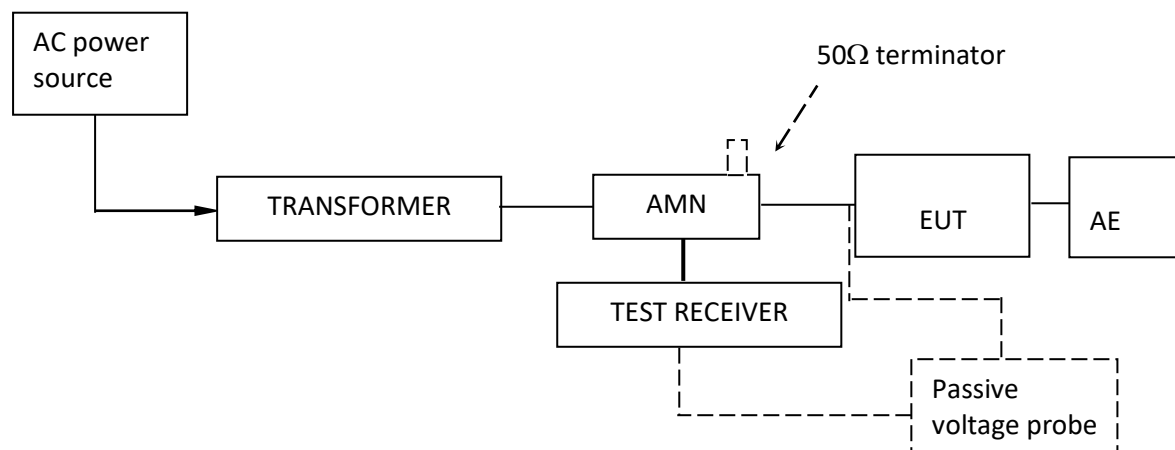 AC power
source
50Ω terminator
TRANSFORMER
AMN
EUT
AE
TEST RECEIVER
Passive
voltage probe